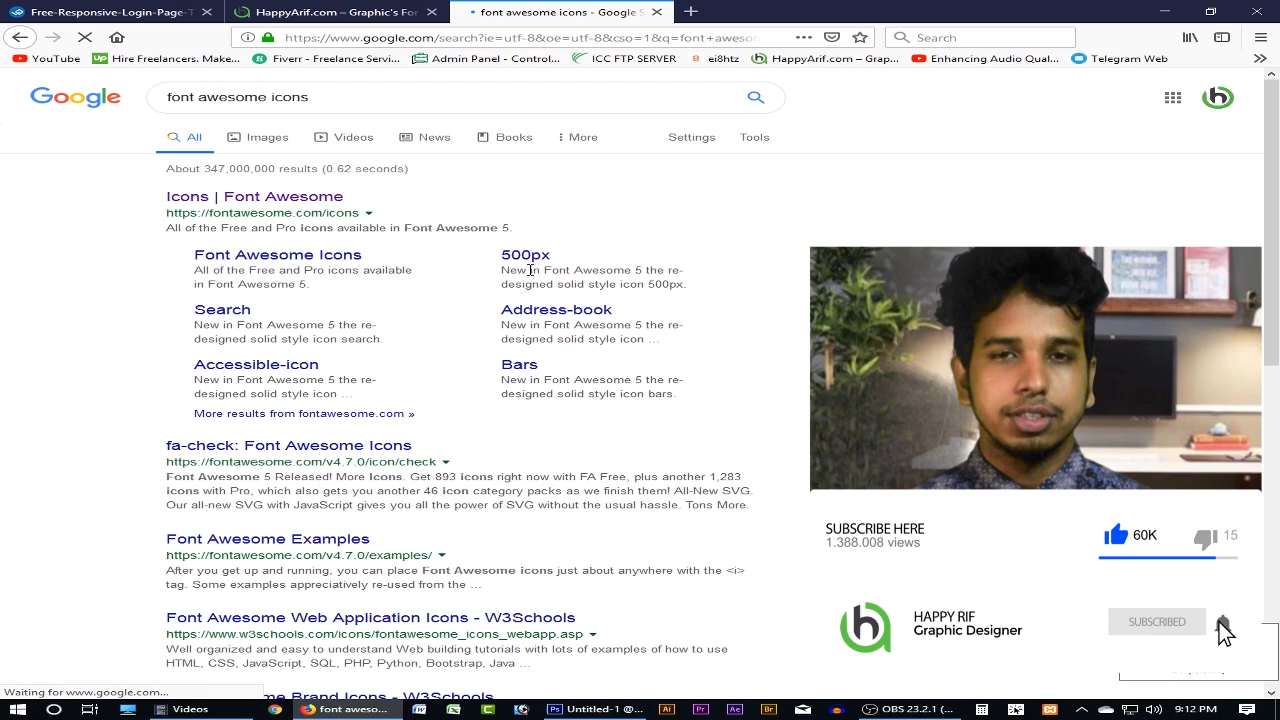 Free-Responsive-Login-Page-T
HappyArif.com – Graphic's For
font awesome icons - Google S
https://www.google.com/search?ie=utf-8&oe=utf-8&cso=1&q=font+aweso
Search
YouTube
Up Hire Freelancers. Make...
fi Fiverr - Freelance Servi...
Admin Panel - Control...
ICC FTP SERVER
ei8htz
HappyArif.com – Grap...
Enhancing Audio Qual...
Telegram Web
Google
font awesome icons
All Images Videos News Books More Settings Tools
About 347,000,000 results (0.62 seconds)
Icons | Font Awesome
https://fontawesome.com/icons
All of the Free and Pro icons available in Font Awesome 5.
Font Awesome Icons
All of the Free and Pro icons available
in Font Awesome 5.
500px
New in Font Awesome 5 the re-
designed solid style icon 500px.
Search
New in Font Awesome 5 the re-
designed solid style icon search.
Address-book
New in Font Awesome 5 the re-
designed solid style icon ...
Accessible-icon
New in Font Awesome 5 the re-
designed solid style icon ...
Bars
New in Font Awesome 5 the re-
designed solid style icon bars.
More results from fontawesome.com »
fa-check: Font Awesome Icons
https://fontawesome.com/v4.7.0/icon/check
Font Awesome 5 Released! More Icons. Get 893 icons right now with FA Free, plus another 1,283
icons with Pro, which also gets you another 46 icon category packs as we finish them! All-New SVG.
Our all-new SVG with JavaScript gives you all the power of SVG without the usual hassle. Tons More.
Font Awesome Examples
https://fontawesome.com/v4.7.0/examples/
After you get up and running, you can place Font Awesome icons just about anywhere with the <i>
tag. Some examples appreciatively re-used from the ...
Font Awesome Web Application Icons - W3Schools
https://www.w3schools.com/icons/fontawesome_icons_webapp.asp
Well organized and easy to understand Web building tutorials with lots of examples of how to use
HTML, CSS, JavaScript, SQL, PHP, Python, Bootstrap, Java ...
me Brand Icons - W3Schools
SUBSCRIBE HERE
1.388.008 views
60K
15
HAPPY RIF
Graphic Designer
SUBSCRIBED
Waiting for www.google.com...
Videos
font aweso...
Ps Untitled-1 @...
Ai
Pr
Ae
Br
OBS 23.2.1 (...
9:12 PM